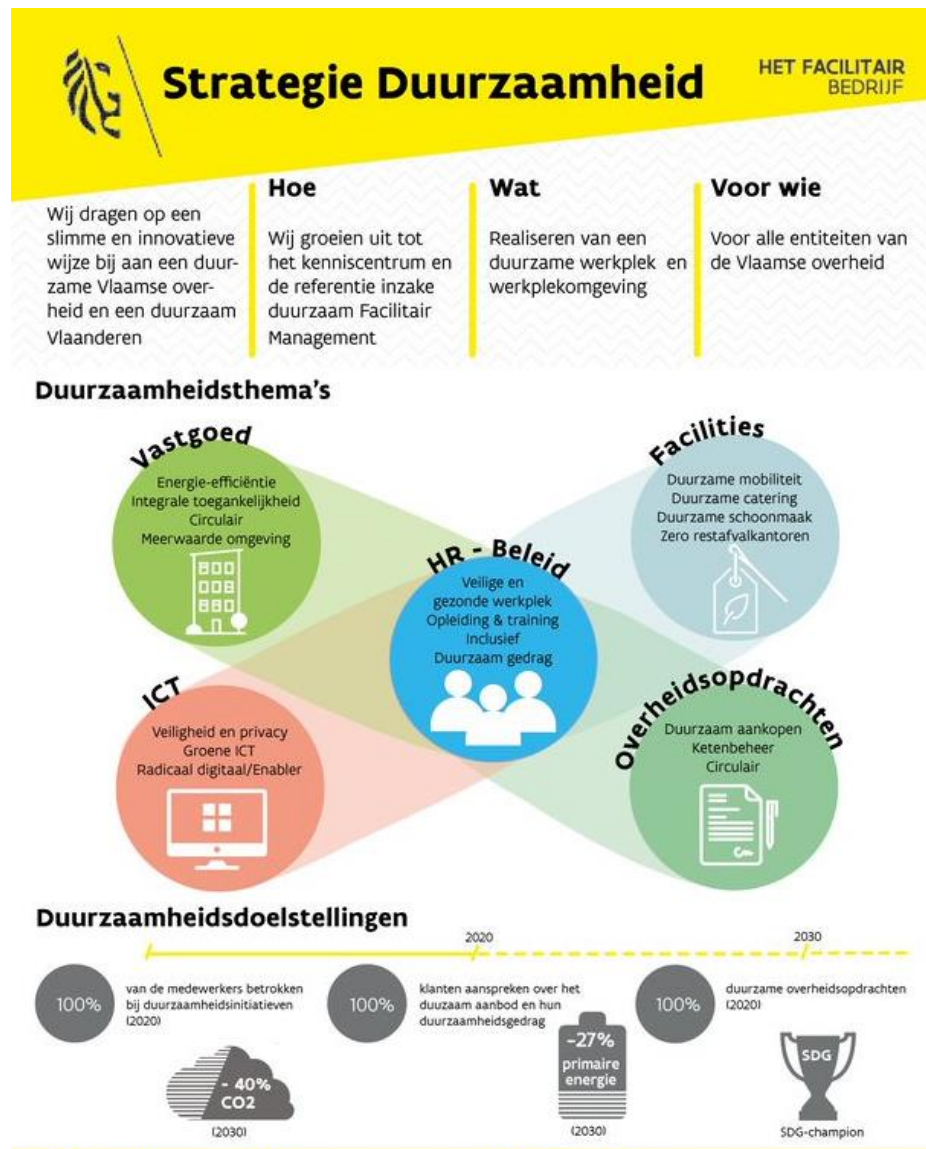 Strategie Duurzaamheid
HET FACILITAIR
BEDRIJF
Wij dragen op een
slimme en innovatieve
wijze bij aan een duur-
zame Vlaamse over-
heid en een duurzaam
Vlaanderen
Hoe
Wij groeien uit tot
het kenniscentrum en
de referentie inzake
duurzaam Facilitair
Management
Wat
Realiseren van een
duurzame werkplek en
werkplekomgeving
Voor wie
Voor alle entiteiten van
de Vlaamse overheid
Duurzaamheidsthema's
Vastgoed
Energie-efficiëntie
Integrale toegankelijkheid
Circulair
Meerwaarde omgeving
Facilities
Duurzame mobiliteit
Duurzame catering
Duurzame schoonmaak
Zero restafvalkantoren
HR - Beleid
Veilige en
gezonde werkplek
Opleiding & training
Inclusief
Duurzaam gedrag
ICT
Veiligheid en privacy
Groene ICT
Radicaal digitaal/Enabler
Overheidsopdrachten
Duurzaam aankopen
Ketenbeheer
Circulair
Duurzaamheidsdoelstellingen
2020
2030
100%
van de medewerkers betrokken
bij duurzaamheidsinitiatieven
(2020)
100%
klanten aanspreken over het
duuzaam aanbod en hun
duurzaamheidsgedrag
100%
duurzame overheidsopdrachten
(2020)
- 40%
CO2
(2030)
-27%
primaire
energie
(2030)
SDG
SDG-champion